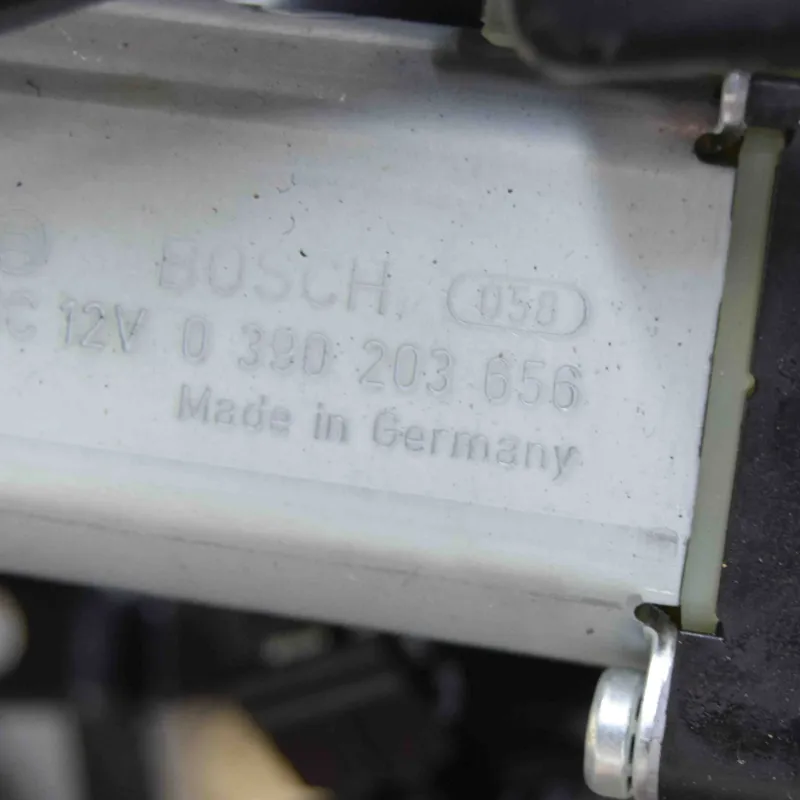 BOSCH 058
C 12V 0 390 203 656
Made in Germany